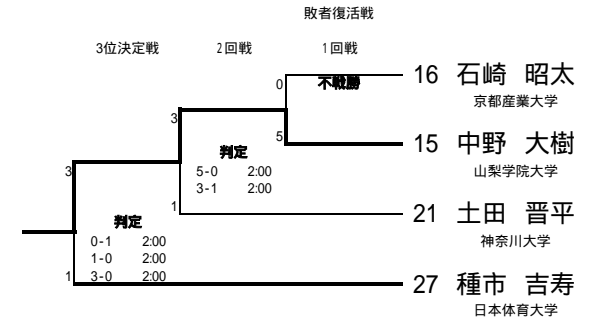 敗者復活戦
3位決定戦 2回戦 1回戦
0 不戦勝 16 石崎 昭太
京都産業大学
3
5 15 中野 大樹
判定
山梨学院大学
5-0 2:00
3 3-1 2:00
1 21 土田 晋平
判定
神奈川大学
0-1 2:00
1-0 2:00
1 3-0 2:00 27 種市 吉寿
日本体育大学